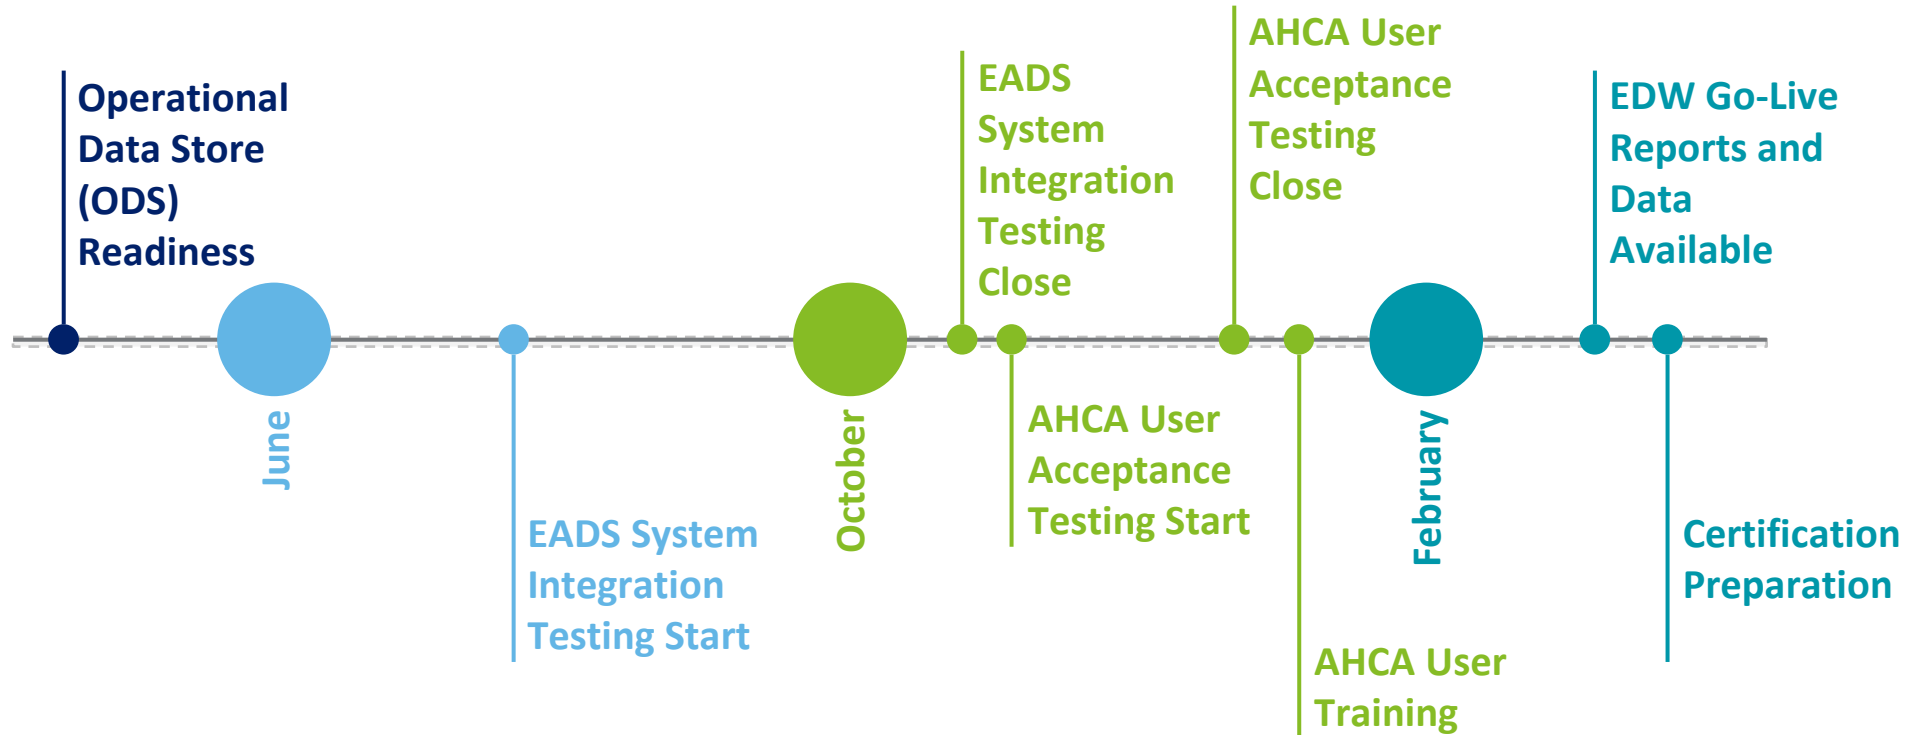 Operational
Data Store
(ODS)
Readiness
June
EADS System
Integration
Testing Start
October
EADS
System
Integration
Testing
Close
AHCA User
Acceptance
Testing Start
AHCA User
Acceptance
Testing
Close
AHCA User
Training
February
EDW Go-Live
Reports and
Data
Available
Certification
Preparation